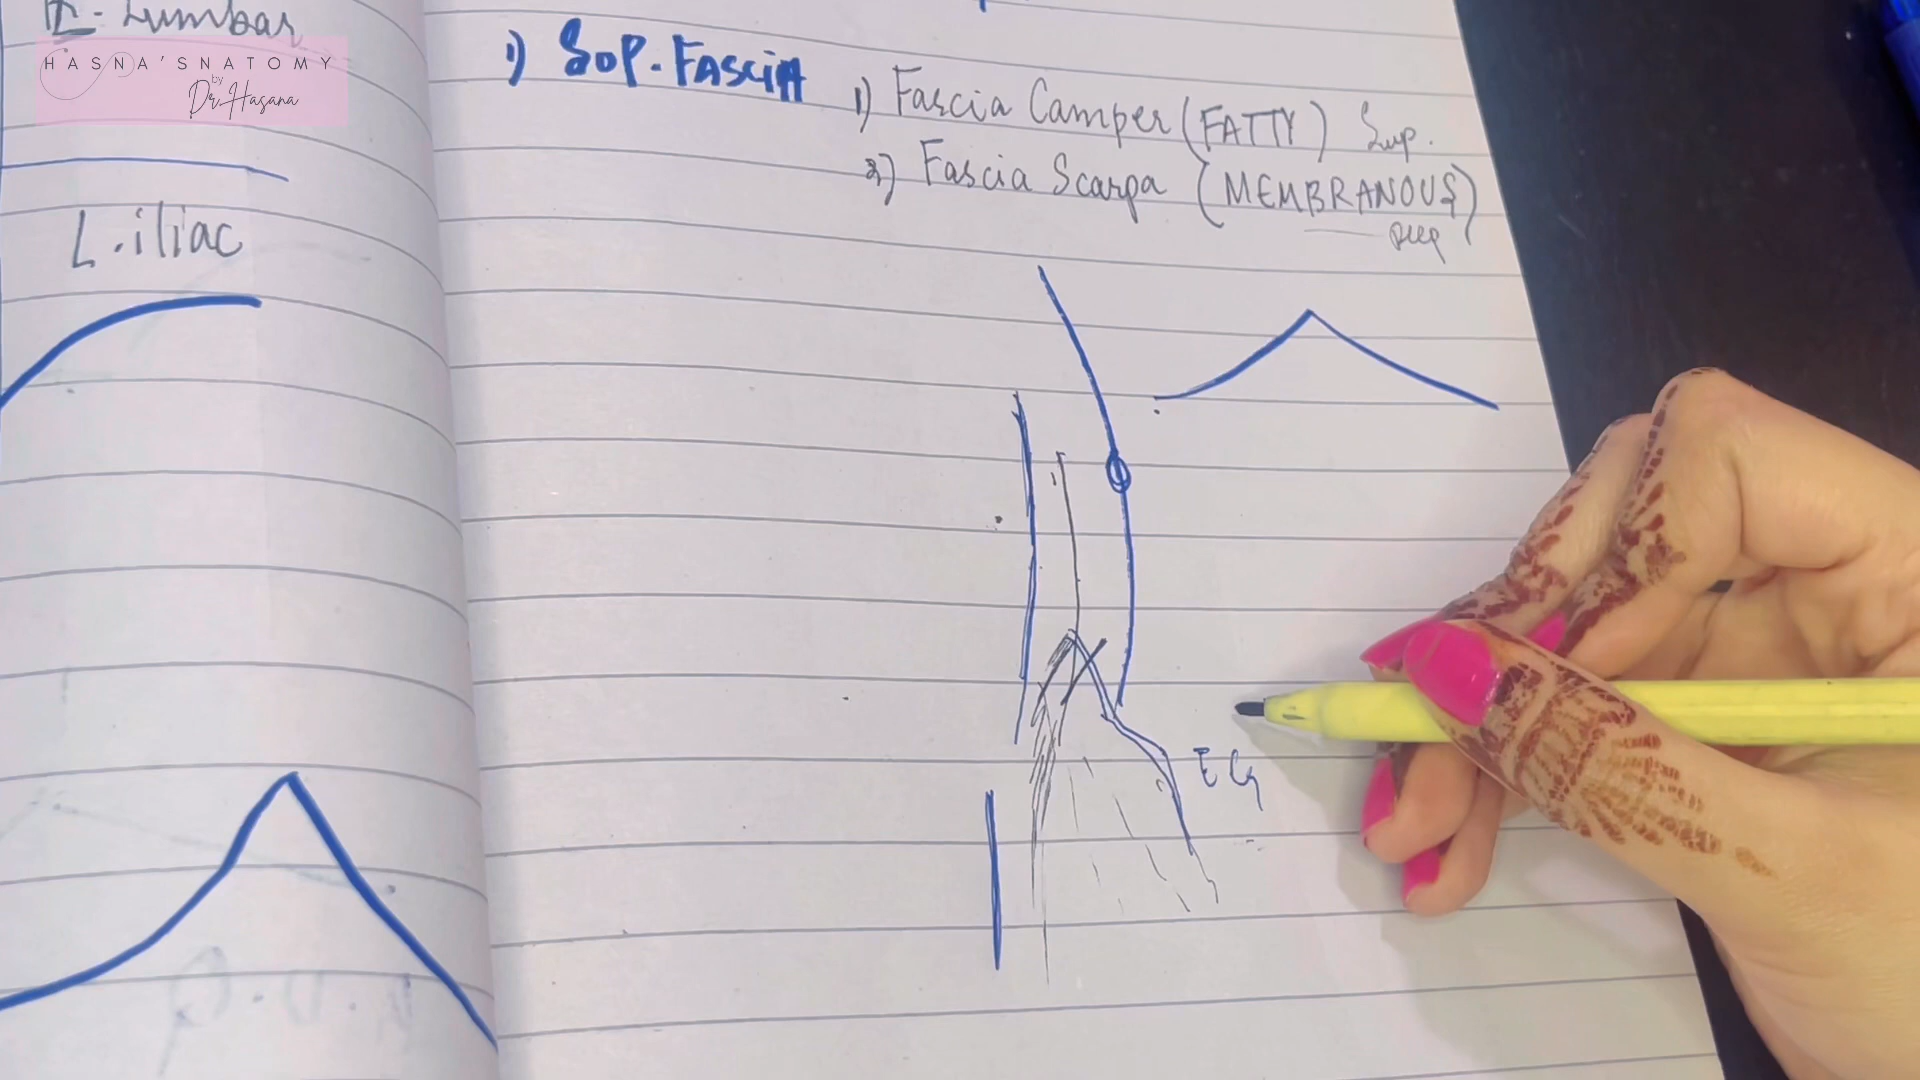 L. Lumbar
HASNA'SNATOMY
by
Dr.Hasana
L.iliac
1) SUP. FASCIA
1) Fascia Camper (FATTY) Sup.
2) Fascia Scarpa (MEMBRANOUS)
Deep
E G